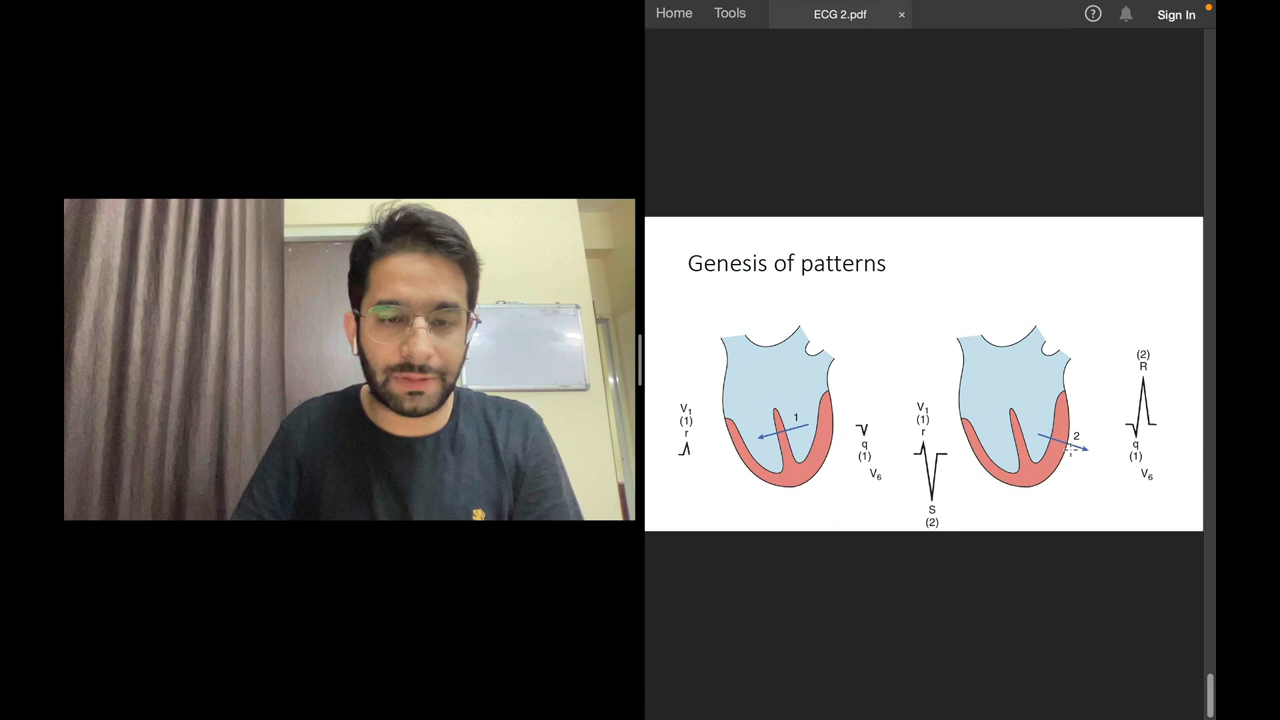 Home Tools ECG 2.pdf × ? Sign In
Genesis of patterns
V1
(1)
r
1
q
(1)
V6
V1
(1)
r
S
(2)
2
(2)
R
q
(1)
V6